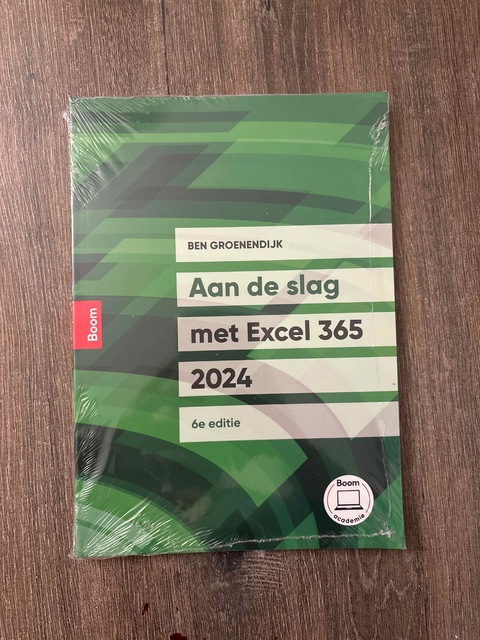 BEN GROENENDIJK
Aan de slag
met Excel 365
2024
6e editie
Boom
Boom
academie